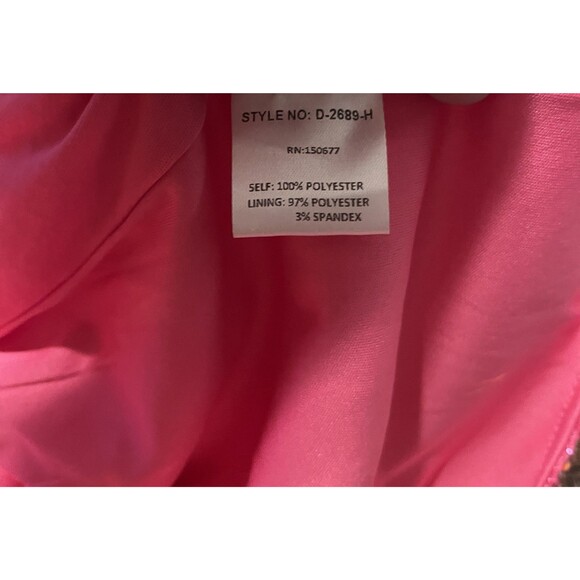 STYLE NO: D-2689-H
RN:150677
SELF: 100% POLYESTER
LINING: 97% POLYESTER
3% SPANDEX